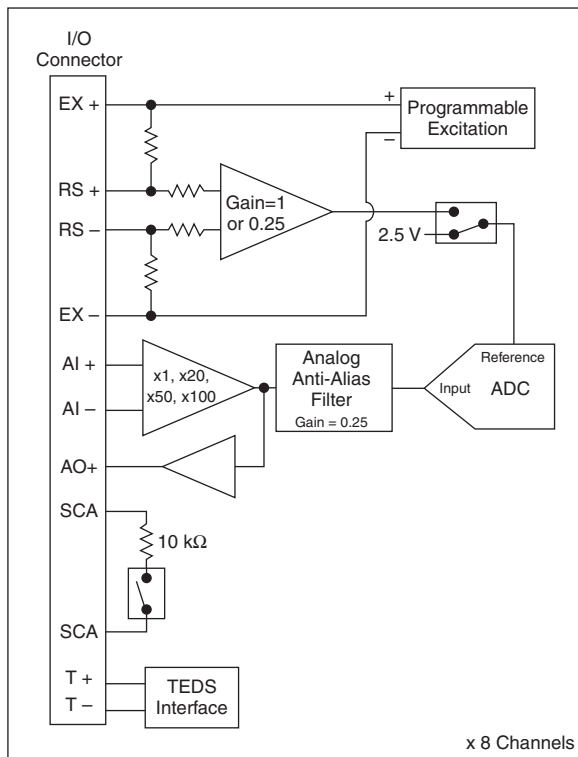 I/O
Connector
EX +
+
Programmable
Excitation
–
RS +
Gain=1
or 0.25
RS –
2.5 V
EX –
AI +
x1, x20,
x50, x100
AI –
Analog
Anti-Alias
Filter
Gain = 0.25
Reference
Input
ADC
AO+
SCA
10 kΩ
SCA
T +
T –
TEDS
Interface
x 8 Channels